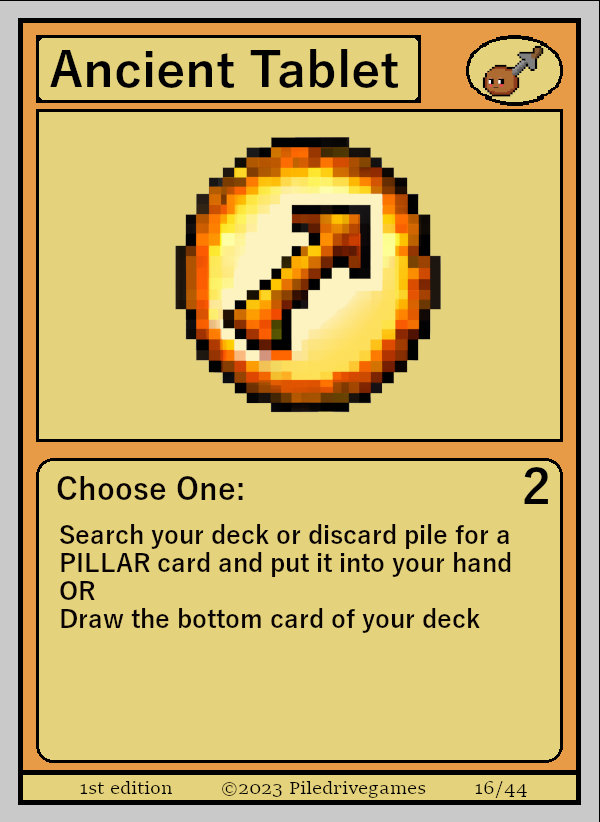 Ancient Tablet
Choose One:
2
Search your deck or discard pile for a
PILLAR card and put it into your hand
OR
Draw the bottom card of your deck
1st edition ©2023 Piledrivegames 16/44